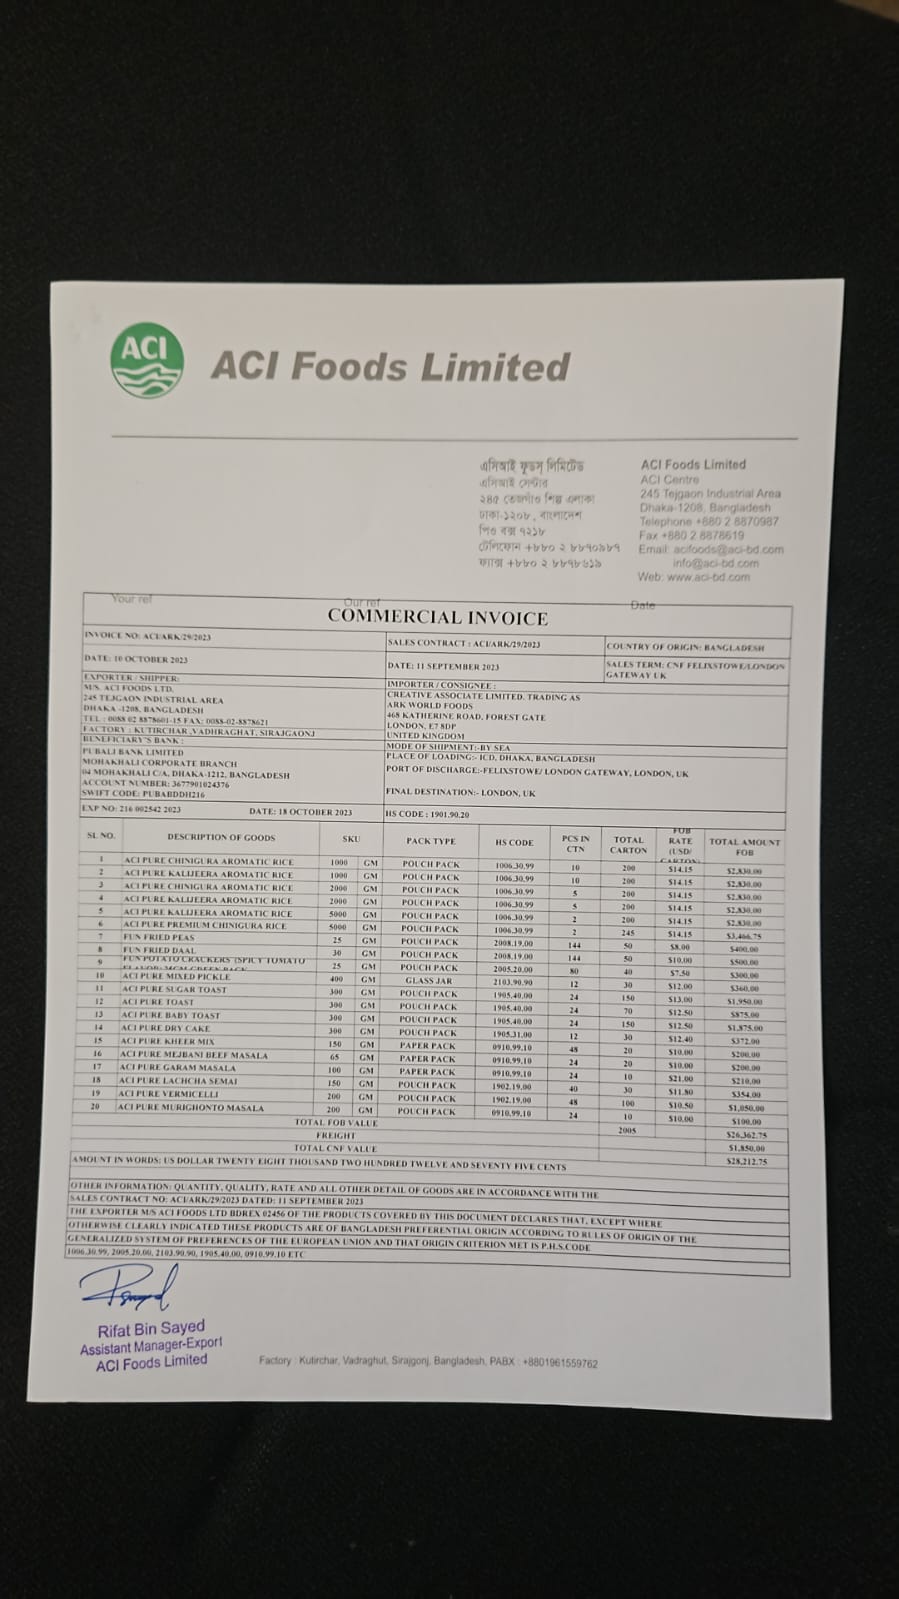 ACI
ACI Foods Limited
এসিআই ফুডস্ লিমিটেড
এসিআই সেন্টার
২৪৫ তেজগাঁও শিল্প এলাকা
ঢাকা-১২০৮, বাংলাদেশ
পিও বক্স ৭২১৮
টেলিফোন +৮৮০ ২ ৮৮৭০৯৮৭
ফ্যাক্স +৮৮০ ২ ৮৮৭৮৬১৯
ACI Foods Limited
ACI Centre
245 Tejgaon Industrial Area
Dhaka-1208, Bangladesh
Telephone +880 2 8870987
Fax +880 2 8878619
Email: acifoods@aci-bd.com
info@aci-bd.com
Web: www.aci-bd.com
Your ref Our ref Date
COMMERCIAL INVOICE
INVOICE NO: ACI/ARK/29/2023
DATE: 10 OCTOBER 2023
SALES CONTRACT : ACI/ARK/29/2023
DATE: 11 SEPTEMBER 2023
COUNTRY OF ORIGIN: BANGLADESH
SALES TERM: CNF FELIXSTOWE/LONDON
GATEWAY UK
EXPORTER / SHIPPER:
M/S. ACI FOODS LTD.
245 TEJGAON INDUSTRIAL AREA
DHAKA -1208, BANGLADESH
TEL : 0088 02 8878601-15 FAX: 0088-02-8878621
FACTORY : KUTIRCHAR ,VADHRAGHAT, SIRAJGAONJ
IMPORTER / CONSIGNEE :
CREATIVE ASSOCIATE LIMITED. TRADING AS
ARK WORLD FOODS
468 KATHERINE ROAD, FOREST GATE
LONDON, E7 8DP
UNITED KINGDOM
BENEFICIARY'S BANK :
PUBALI BANK LIMITED
MOHAKHALI CORPORATE BRANCH
04 MOHAKHALI C/A, DHAKA-1212, BANGLADESH
ACCOUNT NUMBER: 3677901024376
SWIFT CODE: PUBABDDH216
MODE OF SHIPMENT:-BY SEA
PLACE OF LOADING:- ICD, DHAKA, BANGLADESH
PORT OF DISCHARGE:-FELIXSTOWE/ LONDON GATEWAY, LONDON, UK
FINAL DESTINATION:- LONDON, UK
EXP NO: 216 002542 2023 DATE: 18 OCTOBER 2023 HS CODE : 1901.90.20
SL NO. DESCRIPTION OF GOODS SKU PACK TYPE HS CODE PCS IN CTN TOTAL CARTON FOB RATE (USD/ CARTON) TOTAL AMOUNT FOB
1 ACI PURE CHINIGURA AROMATIC RICE 1000 GM POUCH PACK 1006.30.99 10 200 $14.15 $2,830.00
2 ACI PURE KALIJEERA AROMATIC RICE 1000 GM POUCH PACK 1006.30.99 10 200 $14.15 $2,830.00
3 ACI PURE CHINIGURA AROMATIC RICE 2000 GM POUCH PACK 1006.30.99 5 200 $14.15 $2,830.00
4 ACI PURE KALIJEERA AROMATIC RICE 2000 GM POUCH PACK 1006.30.99 5 200 $14.15 $2,830.00
5 ACI PURE KALIJEERA AROMATIC RICE 5000 GM POUCH PACK 1006.30.99 2 200 $14.15 $2,830.00
6 ACI PURE PREMIUM CHINIGURA RICE 5000 GM POUCH PACK 1006.30.99 2 245 $14.15 $3,466.75
7 FUN FRIED PEAS 25 GM POUCH PACK 2008.19.00 144 50 $8.00 $400.00
8 FUN FRIED DAAL 30 GM POUCH PACK 2008.19.00 144 50 $10.00 $500.00
9 FUN POTATO CRACKERS (SPICY TOMATO 25 GM POUCH PACK 2005.20.00 80 40 $7.50 $300.00
10 ACI PURE MIXED PICKLE 400 GM GLASS JAR 2103.90.90 12 30 $12.00 $360.00
11 ACI PURE SUGAR TOAST 300 GM POUCH PACK 1905.40.00 24 150 $13.00 $1,950.00
12 ACI PURE TOAST 300 GM POUCH PACK 1905.40.00 24 70 $12.50 $875.00
13 ACI PURE BABY TOAST 300 GM POUCH PACK 1905.40.00 24 150 $12.50 $1,875.00
14 ACI PURE DRY CAKE 300 GM POUCH PACK 1905.31.00 12 30 $12.40 $372.00
15 ACI PURE KHEER MIX 150 GM PAPER PACK 0910.99.10 48 20 $10.00 $200.00
16 ACI PURE MEJBANI BEEF MASALA 65 GM PAPER PACK 0910.99.10 24 20 $10.00 $200.00
17 ACI PURE GARAM MASALA 100 GM PAPER PACK 0910.99.10 24 10 $21.00 $210.00
18 ACI PURE LACHCHA SEMAI 150 GM POUCH PACK 1902.19.00 40 30 $11.80 $354.00
19 ACI PURE VERMICELLI 200 GM POUCH PACK 1902.19.00 48 100 $10.50 $1,050.00
20 ACI PURE MURIGHONTO MASALA 200 GM POUCH PACK 0910.99.10 24 10 $10.00 $100.00
TOTAL FOB VALUE 2005 $26,362.75
FREIGHT $1,850.00
TOTAL CNF VALUE $28,212.75
AMOUNT IN WORDS: US DOLLAR TWENTY EIGHT THOUSAND TWO HUNDRED TWELVE AND SEVENTY FIVE CENTS
OTHER INFORMATION: QUANTITY, QUALITY, RATE AND ALL OTHER DETAIL OF GOODS ARE IN ACCORDANCE WITH THE
SALES CONTRACT NO: ACI/ARK/29/2023 DATED: 11 SEPTEMBER 2023
THE EXPORTER M/S ACI FOODS LTD BDREX 02456 OF THE PRODUCTS COVERED BY THIS DOCUMENT DECLARES THAT, EXCEPT WHERE
OTHERWISE CLEARLY INDICATED THESE PRODUCTS ARE OF BANGLADESH PREFERENTIAL ORIGIN ACCORDING TO RULES OF ORIGIN OF THE
GENERALIZED SYSTEM OF PREFERENCES OF THE EUROPEAN UNION AND THAT ORIGIN CRITERION MET IS P.H.S.CODE
1006.30.99, 2005.20.00, 2103.90.90, 1905.40.00, 0910.99.10 ETC
Rifat Bin Sayed
Assistant Manager-Export
ACI Foods Limited
Factory : Kutirchar, Vadraghut, Sirajgonj, Bangladesh, PABX : +8801961559762